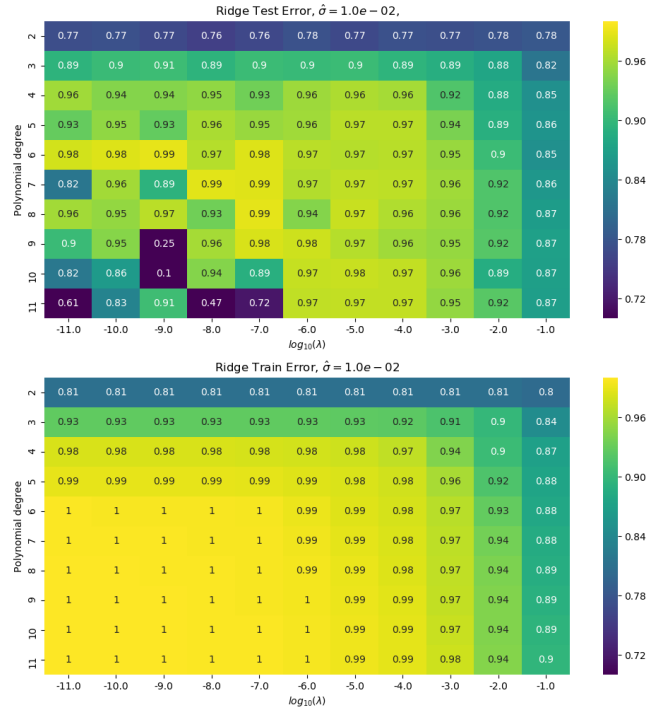 Ridge Test Error, σ̂ = 1.0e − 02,
2 0.77 0.77 0.77 0.76 0.76 0.78 0.77 0.77 0.77 0.78 0.78
3 0.89 0.9 0.91 0.89 0.9 0.9 0.9 0.89 0.89 0.88 0.82
4 0.96 0.94 0.94 0.95 0.93 0.96 0.96 0.96 0.92 0.88 0.85
5 0.93 0.95 0.93 0.96 0.95 0.96 0.97 0.97 0.94 0.89 0.86
6 0.98 0.98 0.99 0.97 0.98 0.97 0.97 0.97 0.95 0.9 0.85
7 0.82 0.96 0.89 0.99 0.99 0.97 0.97 0.96 0.95 0.92 0.86
8 0.96 0.95 0.97 0.93 0.99 0.94 0.97 0.96 0.96 0.92 0.87
9 0.9 0.95 0.25 0.96 0.98 0.98 0.97 0.96 0.95 0.92 0.87
10 0.82 0.86 0.1 0.94 0.89 0.97 0.98 0.97 0.96 0.89 0.87
11 0.61 0.83 0.91 0.47 0.72 0.97 0.97 0.97 0.95 0.92 0.87
-11.0 -10.0 -9.0 -8.0 -7.0 -6.0 -5.0 -4.0 -3.0 -2.0 -1.0
log₁₀(λ)
Polynomial degree
0.96
0.92
0.88
0.84
0.80
0.76
0.72
Ridge Train Error, σ̂ = 1.0e − 02
2 0.81 0.81 0.81 0.81 0.81 0.81 0.81 0.81 0.81 0.81 0.8
3 0.93 0.93 0.93 0.93 0.93 0.93 0.93 0.92 0.91 0.9 0.84
4 0.98 0.98 0.98 0.98 0.98 0.98 0.98 0.97 0.94 0.9 0.87
5 0.99 0.99 0.99 0.99 0.99 0.99 0.98 0.98 0.96 0.92 0.88
6 1 1 1 1 1 0.99 0.99 0.98 0.97 0.93 0.88
7 1 1 1 1 1 0.99 0.99 0.98 0.97 0.94 0.88
8 1 1 1 1 1 0.99 0.99 0.98 0.97 0.94 0.89
9 1 1 1 1 1 1 0.99 0.99 0.97 0.94 0.89
10 1 1 1 1 1 1 0.99 0.99 0.97 0.94 0.89
11 1 1 1 1 1 1 0.99 0.99 0.98 0.94 0.9
-11.0 -10.0 -9.0 -8.0 -7.0 -6.0 -5.0 -4.0 -3.0 -2.0 -1.0
log₁₀(λ)
Polynomial degree
0.96
0.92
0.88
0.84
0.80
0.76
0.72